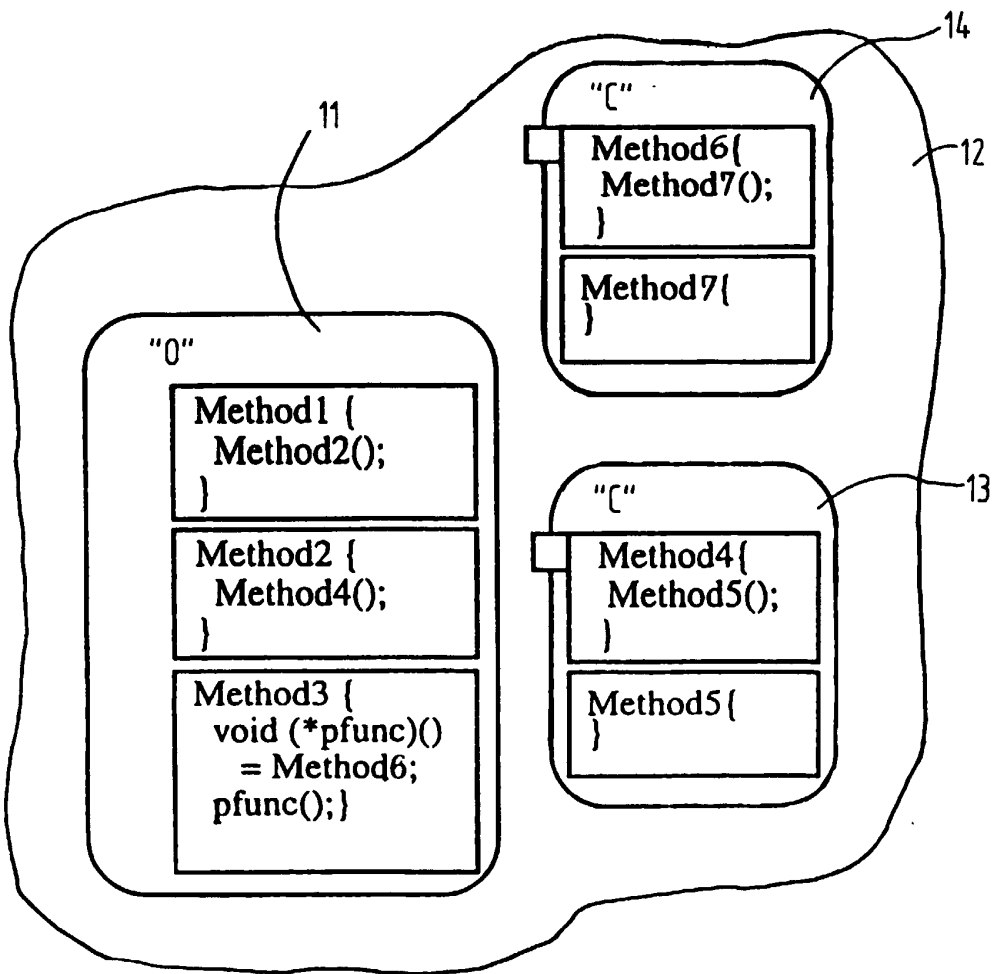 14
"C"
11
Method6{
Method7();
}
12
Method7{
}
"O"
Method1 {
Method2();
}
"C"
13
Method2 {
Method4();
}
Method4{
Method5();
}
Method3 {
void (*pfunc)()
= Method6;
pfunc();}
Method5{
}